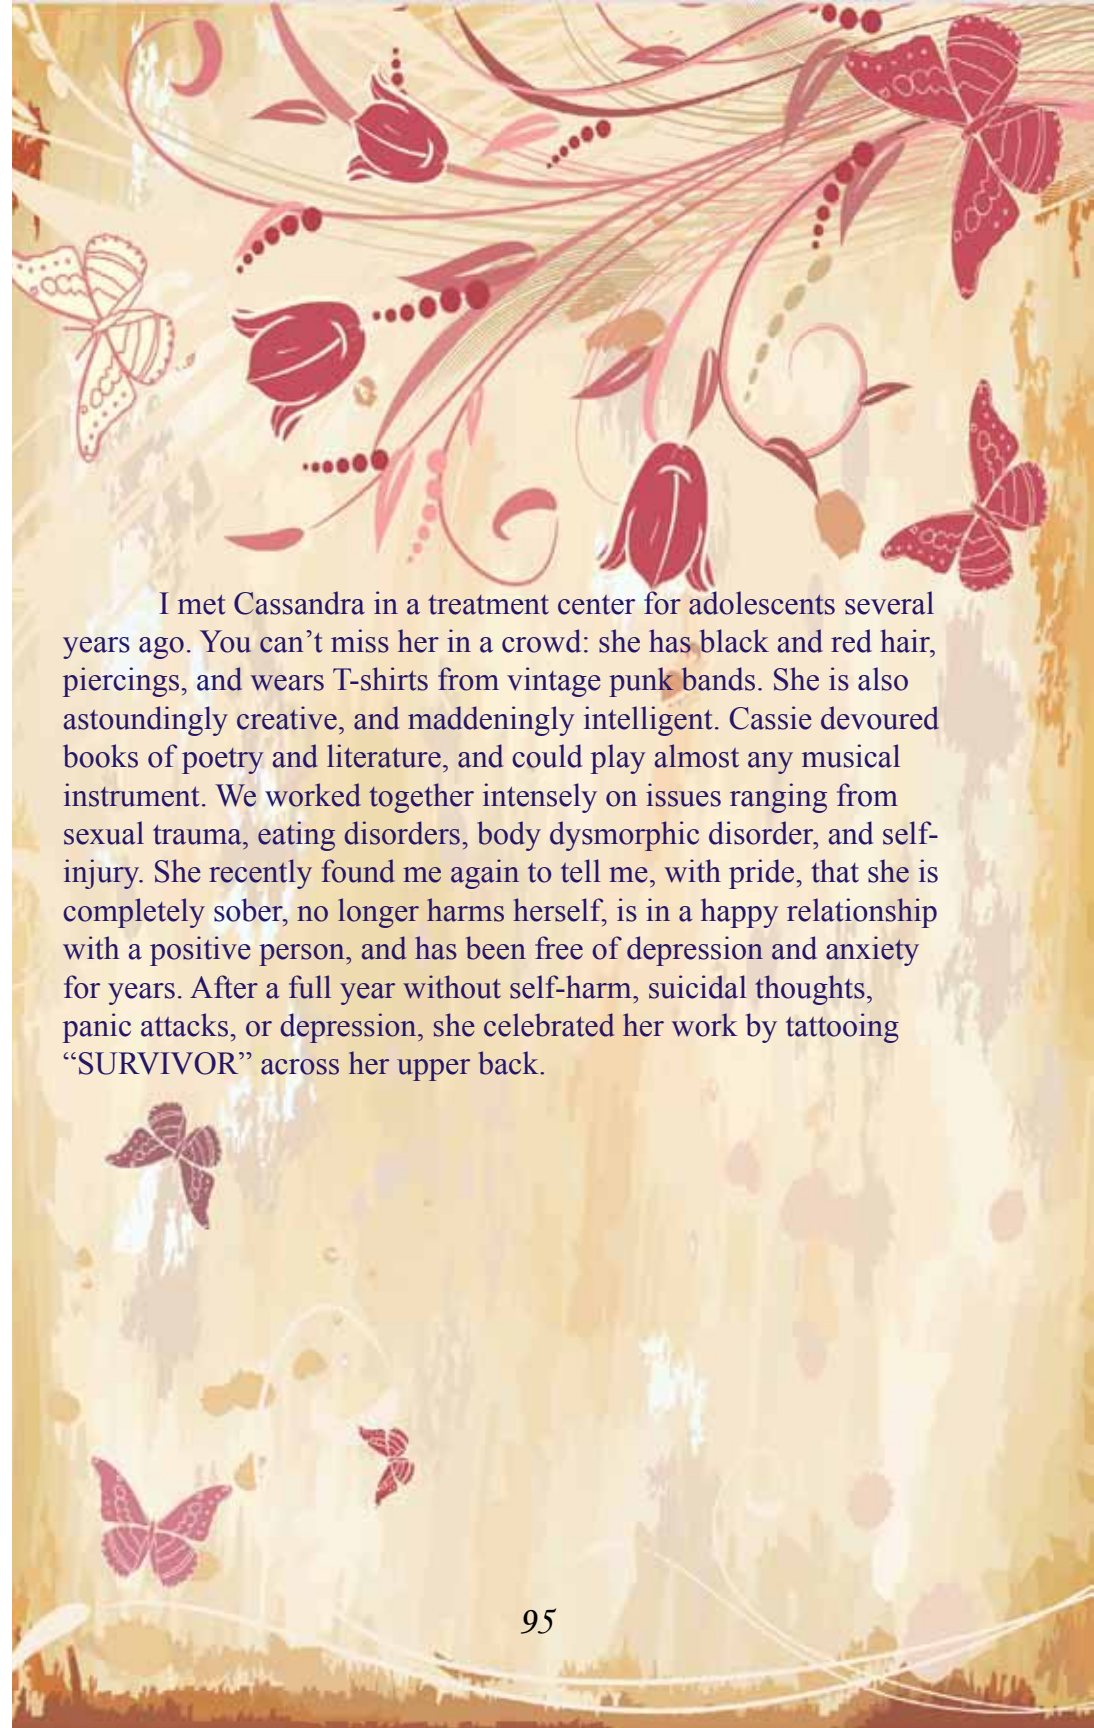 I met Cassandra in a treatment center for adolescents several
years ago. You can’t miss her in a crowd: she has black and red hair,
piercings, and wears T-shirts from vintage punk bands. She is also
astoundingly creative, and maddeningly intelligent. Cassie devoured
books of poetry and literature, and could play almost any musical
instrument. We worked together intensely on issues ranging from
sexual trauma, eating disorders, body dysmorphic disorder, and self-
injury. She recently found me again to tell me, with pride, that she is
completely sober, no longer harms herself, is in a happy relationship
with a positive person, and has been free of depression and anxiety
for years. After a full year without self-harm, suicidal thoughts,
panic attacks, or depression, she celebrated her work by tattooing
“SURVIVOR” across her upper back.
95